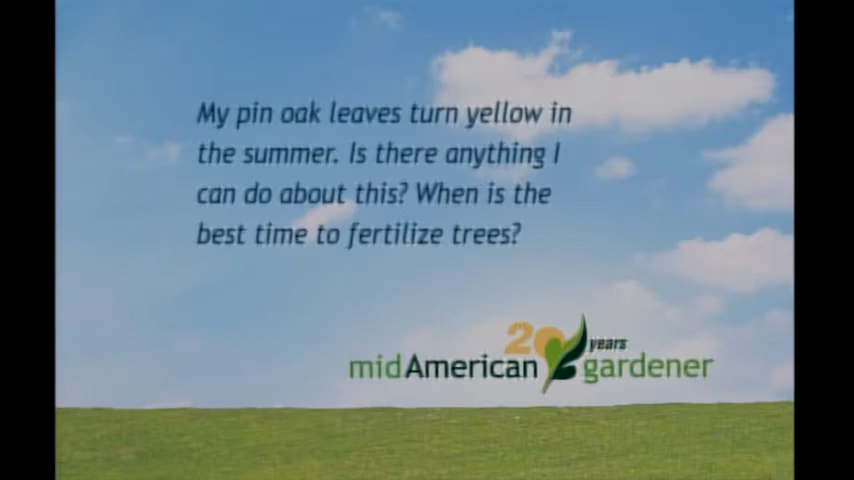 My pin oak leaves turn yellow in
the summer. Is there anything I
can do about this? When is the
best time to fertilize trees?
20 years
midAmerican gardener